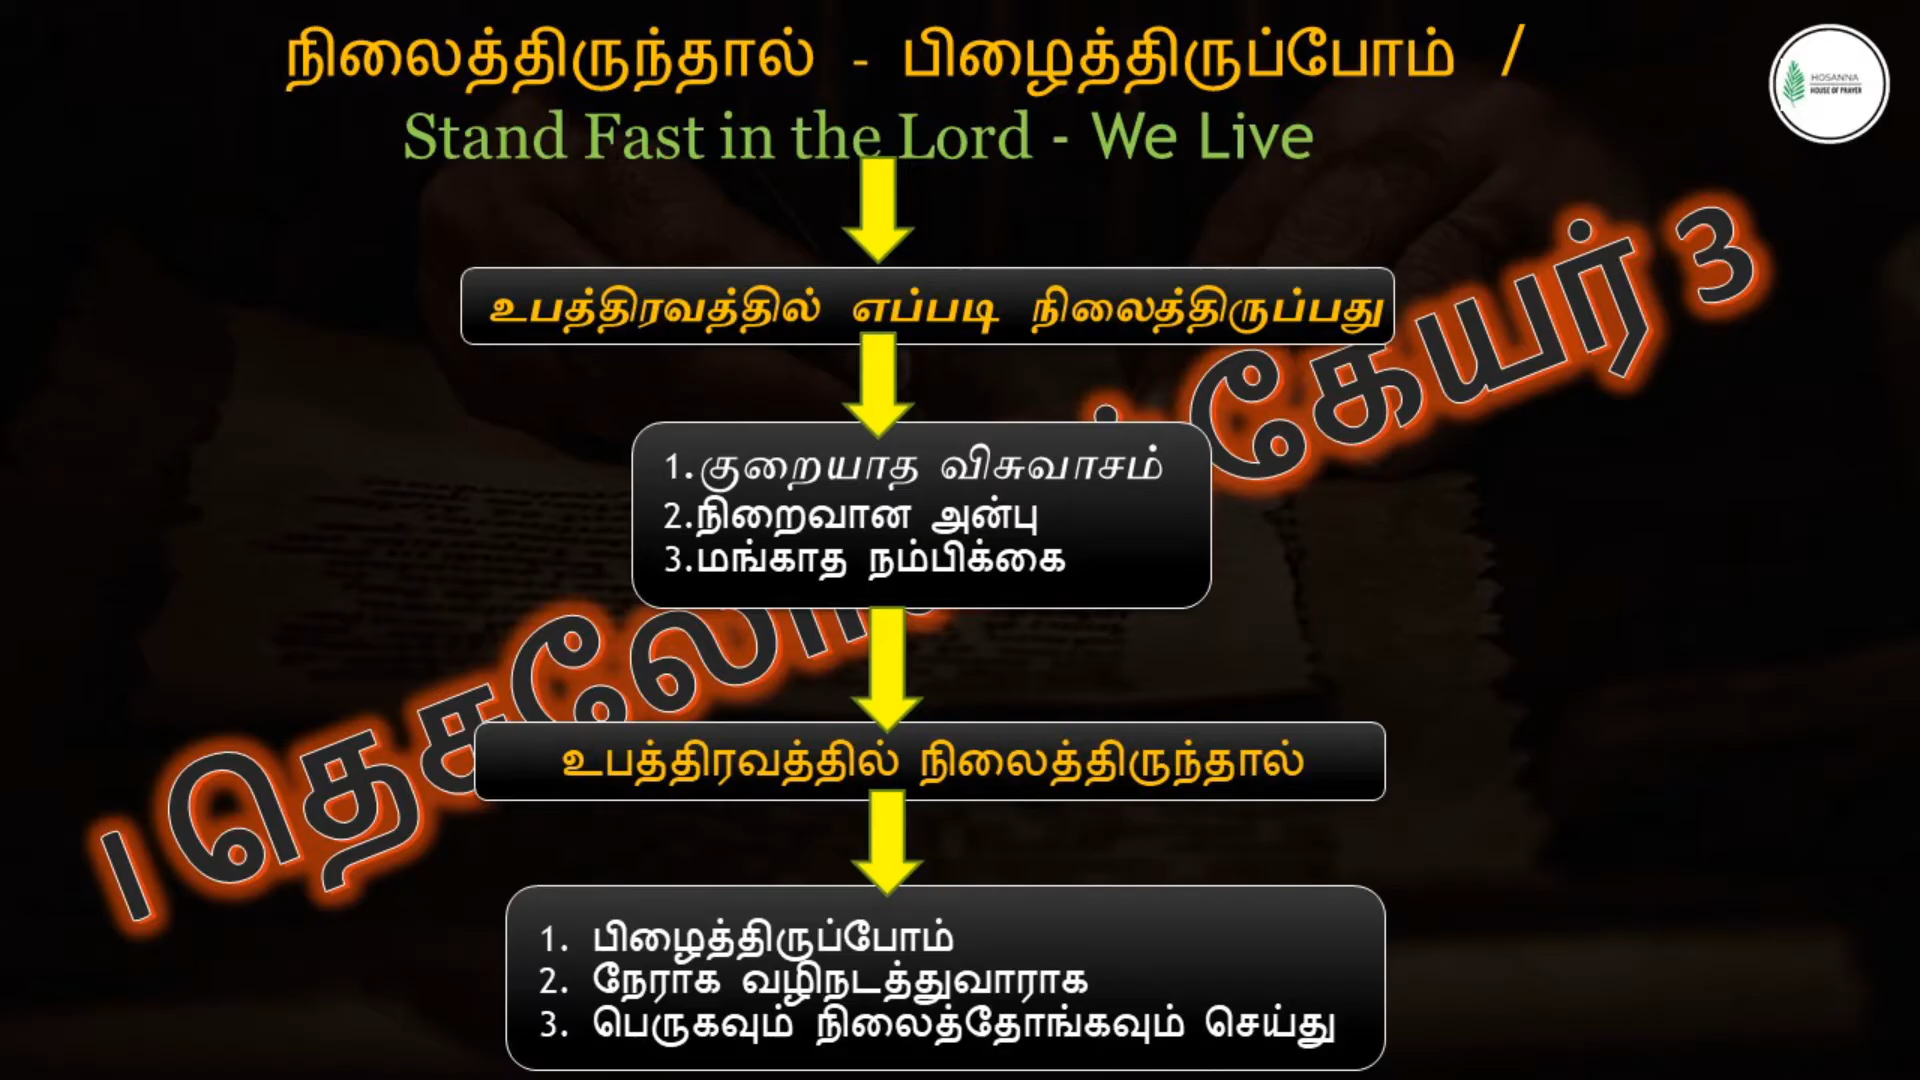 நிலைத்திருந்தால் - பிழைத்திருப்போம் /
Stand Fast in the Lord - We Live
HOSANNA
HOUSE OF PRAYER
உபத்திரவத்தில் எப்படி நிலைத்திருப்பது
1.குறையாத விசுவாசம்
2.நிறைவான அன்பு
3.மங்காத நம்பிக்கை
உபத்திரவத்தில் நிலைத்திருந்தால்
1. பிழைத்திருப்போம்
2. நேராக வழிநடத்துவாராக
3. பெருகவும் நிலைத்தோங்கவும் செய்து
கேயர் 3